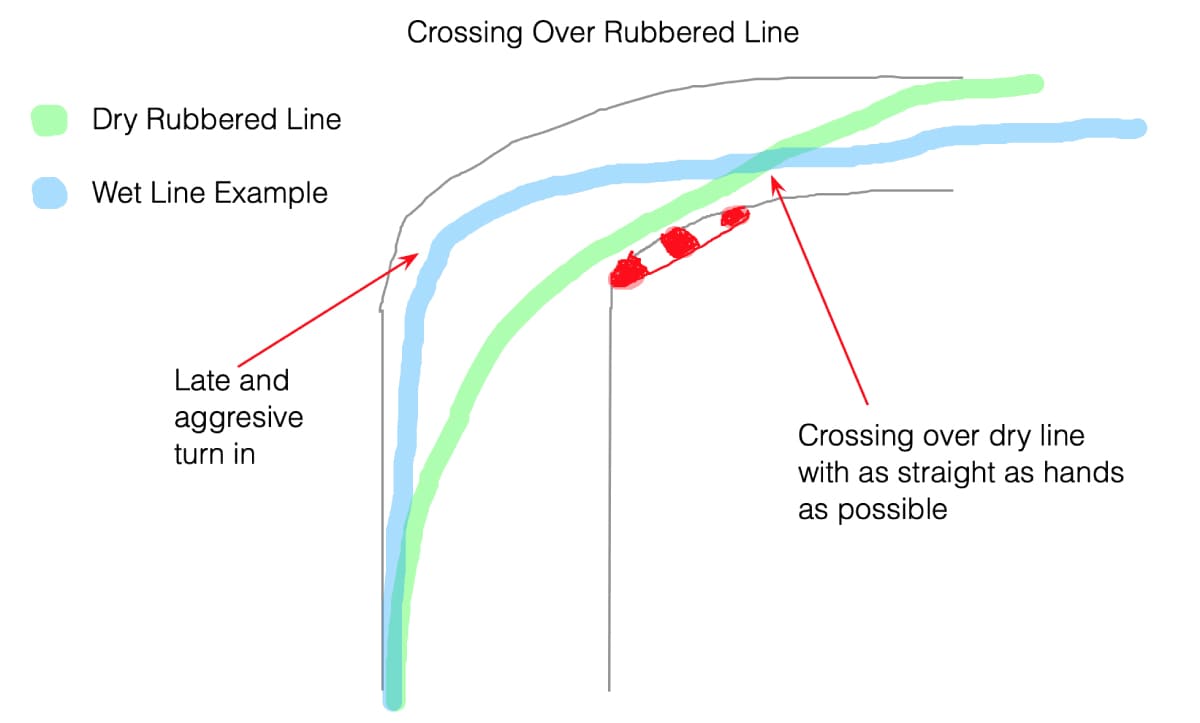 Crossing Over Rubbered Line
Dry Rubbered Line
Wet Line Example
Late and
aggresive
turn in
Crossing over dry line
with as straight as hands
as possible